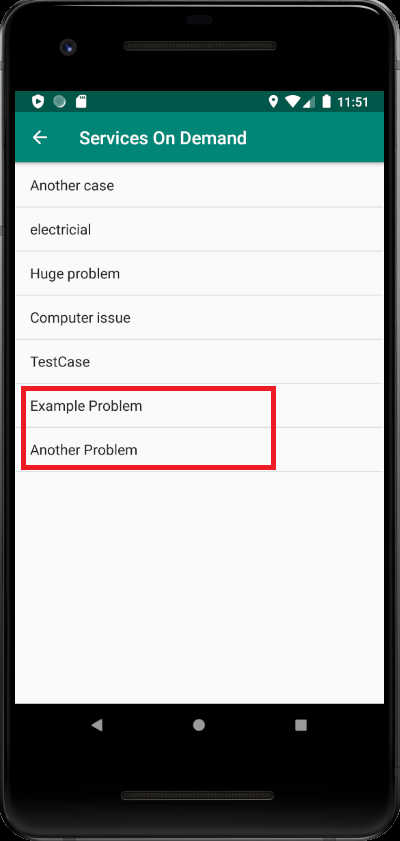 11:51
Services On Demand
Another case
electricial
Huge problem
Computer issue
TestCase
Example Problem
Another Problem